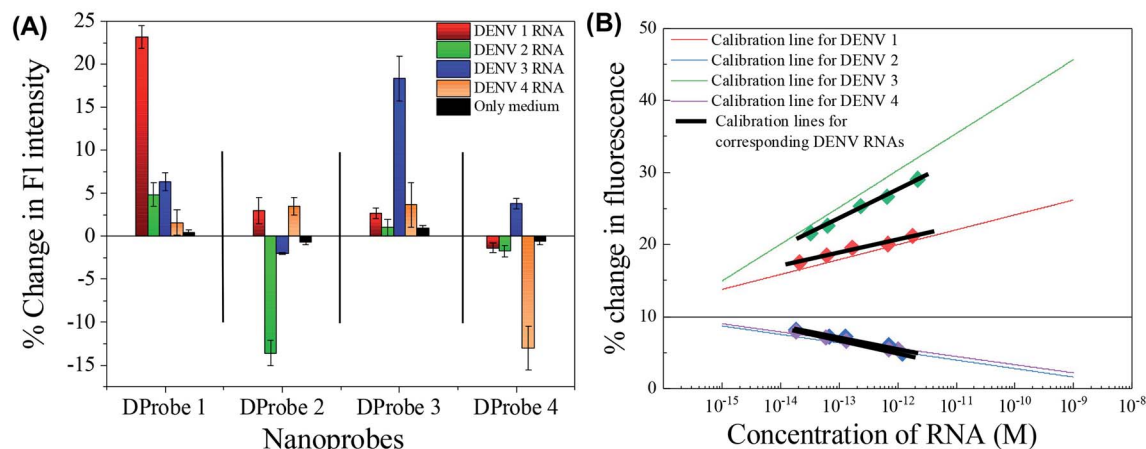 (A)
25
20
15
10
5
0
-5
-10
-15
% Change in Fl intensity
DENV 1 RNA
DENV 2 RNA
DENV 3 RNA
DENV 4 RNA
Only medium
DProbe 1 DProbe 2 DProbe 3 DProbe 4
Nanoprobes
(B)
50
40
30
20
10
0
% change in fluorescence
Calibration line for DENV 1
Calibration line for DENV 2
Calibration line for DENV 3
Calibration line for DENV 4
Calibration lines for
corresponding DENV RNAs
10⁻¹⁵ 10⁻¹⁴ 10⁻¹³ 10⁻¹² 10⁻¹¹ 10⁻¹⁰ 10⁻⁹ 10⁻⁸
Concentration of RNA (M)